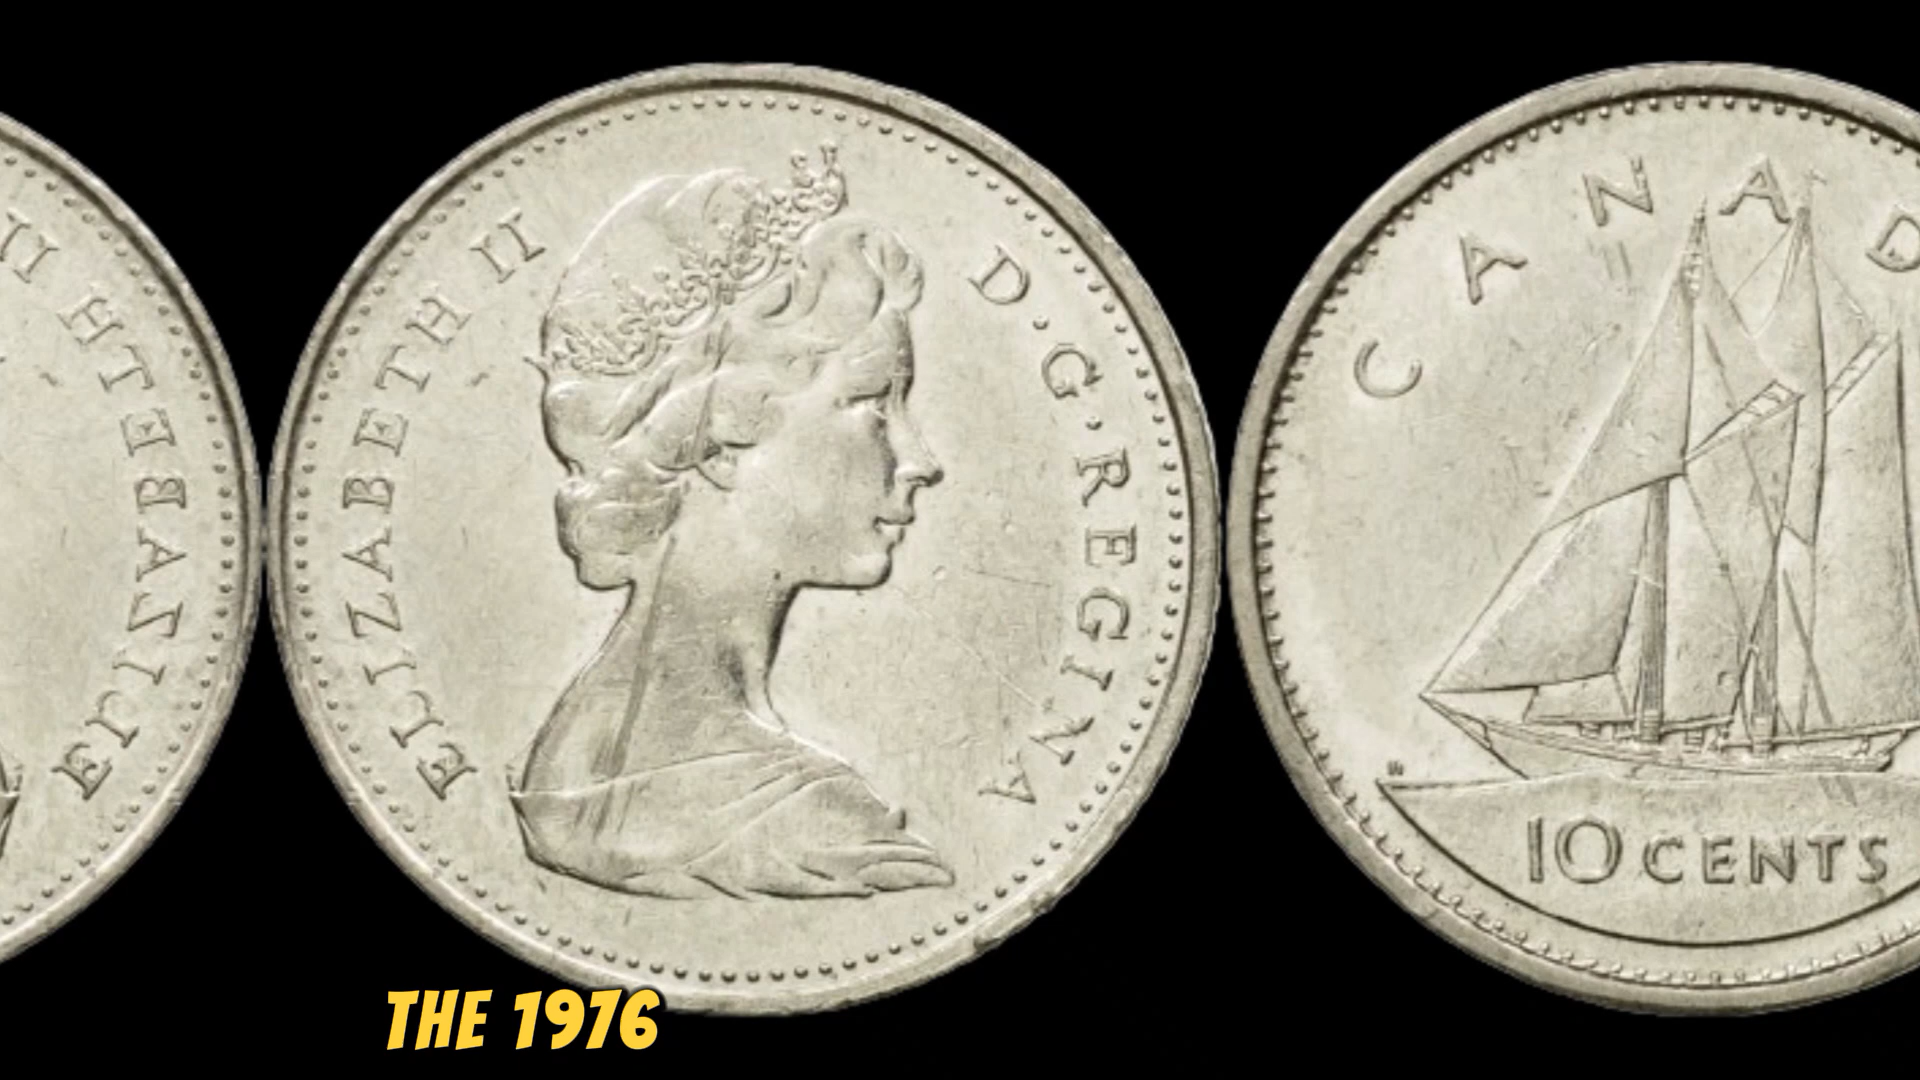 ELIZABETH II
ELIZABETH II D·G·REGINA
CANAD
H
10 CENTS
THE 1976